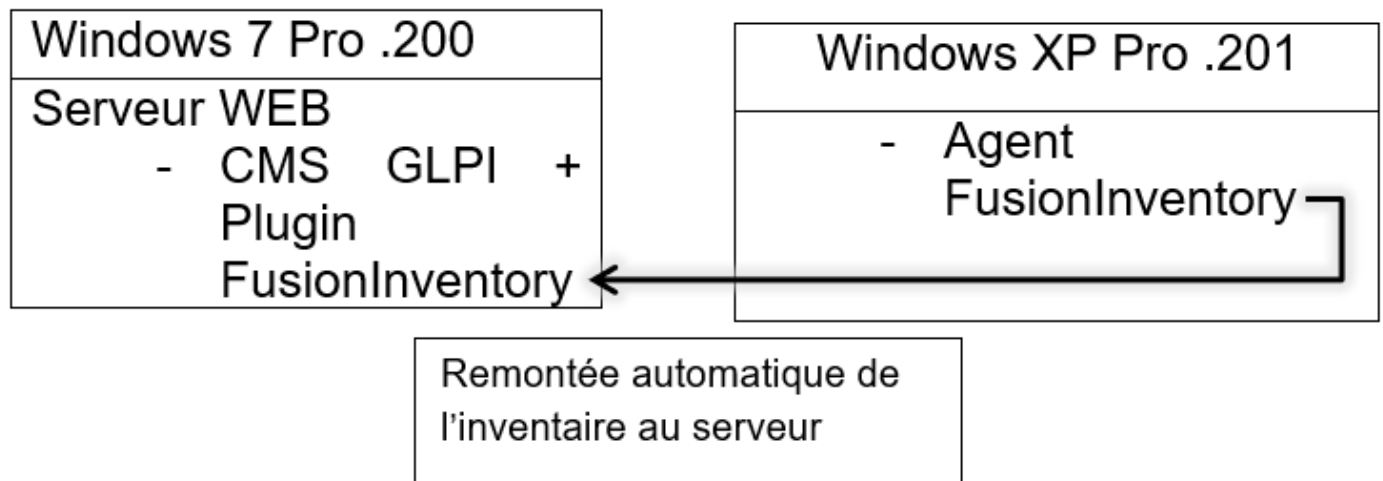 Windows 7 Pro .200
Serveur WEB
- CMS GLPI +
Plugin
FusionInventory
Windows XP Pro .201
- Agent
FusionInventory
Remontée automatique de
l'inventaire au serveur